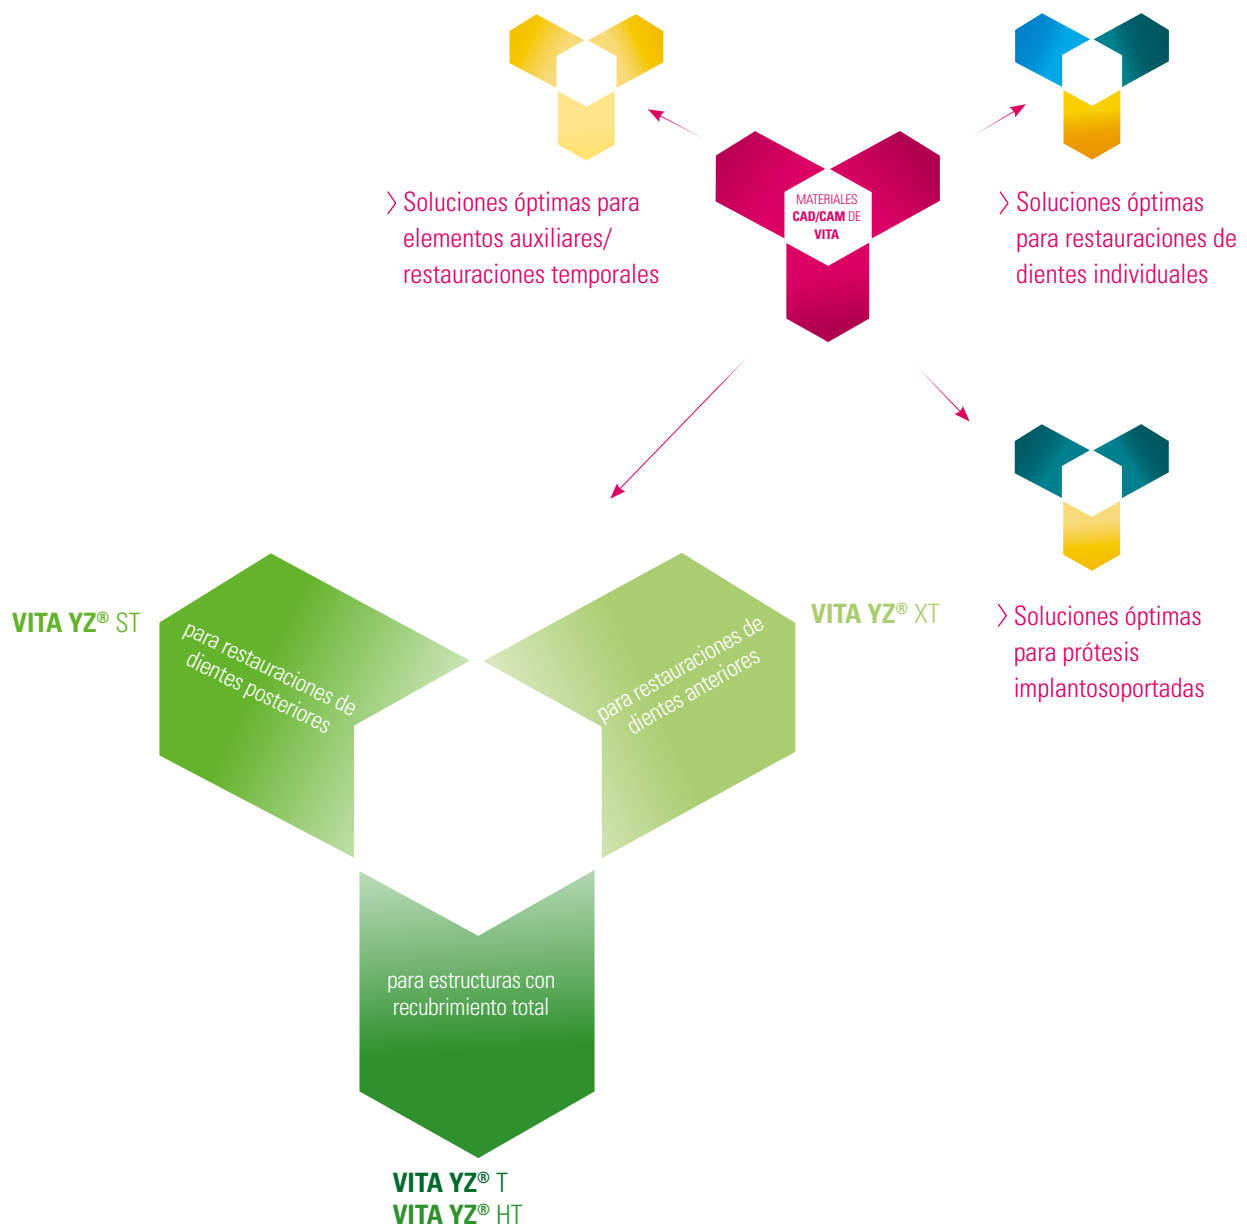 MATERIALES
CAD/CAM DE
VITA
> Soluciones óptimas para
elementos auxiliares/
restauraciones temporales
> Soluciones óptimas
para restauraciones de
dientes individuales
> Soluciones óptimas
para prótesis
implantosoportadas
VITA YZ® ST
para restauraciones de
dientes posteriores
VITA YZ® XT
para restauraciones de
dientes anteriores
para estructuras con
recubrimiento total
VITA YZ® T
VITA YZ® HT